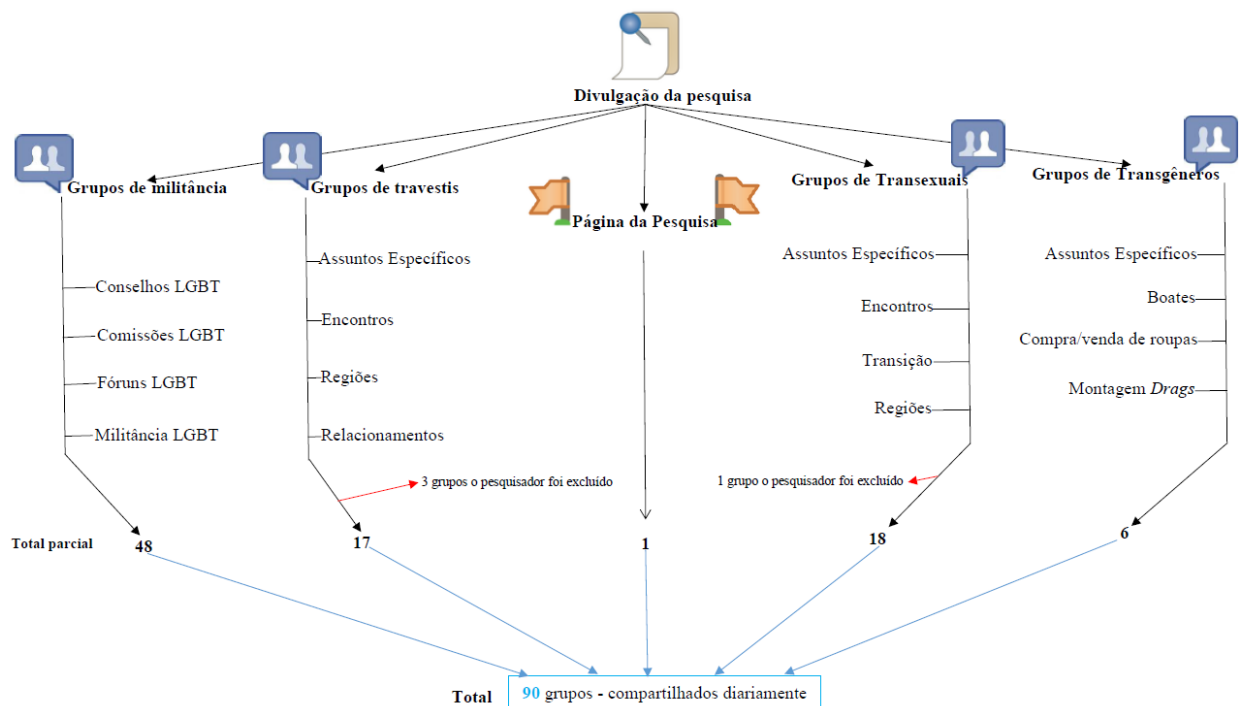 Divulgação da pesquisa
Grupos de militância
Conselhos LGBT
Comissões LGBT
Fóruns LGBT
Militância LGBT
Grupos de travestis
Assuntos Específicos
Encontros
Regiões
Relacionamentos
3 grupos o pesquisador foi excluído
Página da Pesquisa
Grupos de Transexuais
Assuntos Específicos
Encontros
Transição
Regiões
1 grupo o pesquisador foi excluído
Grupos de Transgêneros
Assuntos Específicos
Boates
Compra/venda de roupas
Montagem Drags
Total parcial 48 17 1 18 6
Total 90 grupos - compartilhados diariamente